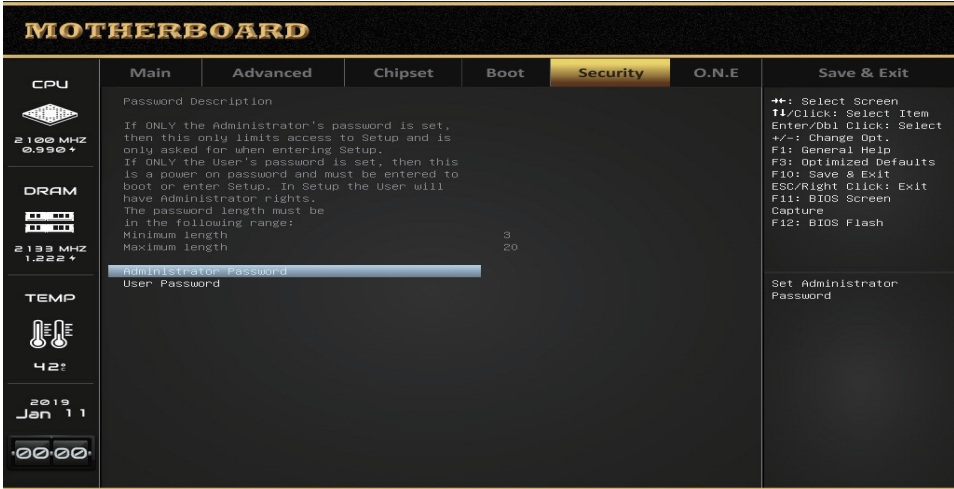 MOTHERBOARD
Main Advanced Chipset Boot Security O.N.E Save & Exit
CPU
2100 MHZ
0.990
DRAM
2133 MHZ
1.222
TEMP
42°C
2019
Jan 11
00:00
Password Description
If ONLY the Administrator's password is set,
then this only limits access to Setup and is
only asked for when entering Setup.
If ONLY the User's password is set, then this
is a power on password and must be entered to
boot or enter Setup. In Setup the User will
have Administrator rights.
The password length must be
in the following range:
Minimum length 3
Maximum length 20
Administrator Password
User Password
→←: Select Screen
↑↓/Click: Select Item
Enter/Dbl Click: Select
+/-: Change Opt.
F1: General Help
F3: Optimized Defaults
F10: Save & Exit
ESC/Right Click: Exit
F11: BIOS Screen
Capture
F12: BIOS Flash
Set Administrator
Password